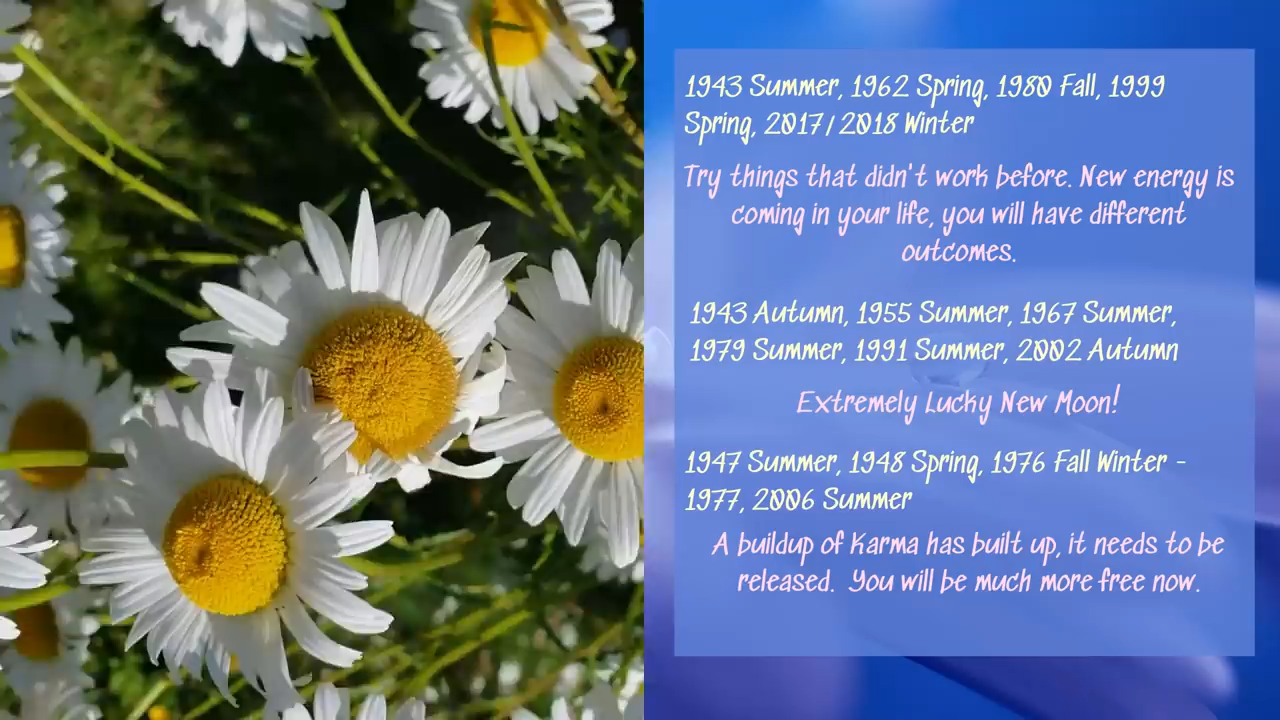 1943 Summer, 1962 Spring, 1980 Fall, 1999
Spring, 2017/2018 Winter
Try things that didn't work before. New energy is
coming in your life, you will have different
outcomes.
1943 Autumn, 1955 Summer, 1967 Summer,
1979 Summer, 1991 Summer, 2002 Autumn
Extremely Lucky New Moon!
1947 Summer, 1948 Spring, 1976 Fall Winter -
1977, 2006 Summer
A buildup of Karma has built up, it needs to be
released. You will be much more free now.